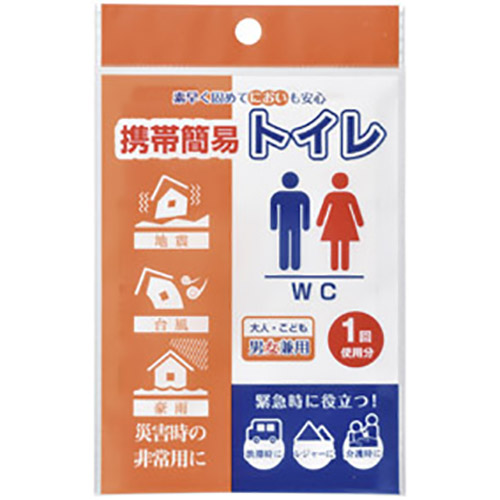 素早く固めてにおいも安心
携帯簡易トイレ
地震
台風
豪雨
災害時の
非常用に
WC
大人・こども
男女兼用
1回
使用分
緊急時に役立つ!
渋滞時に
レジャーに
介護時に